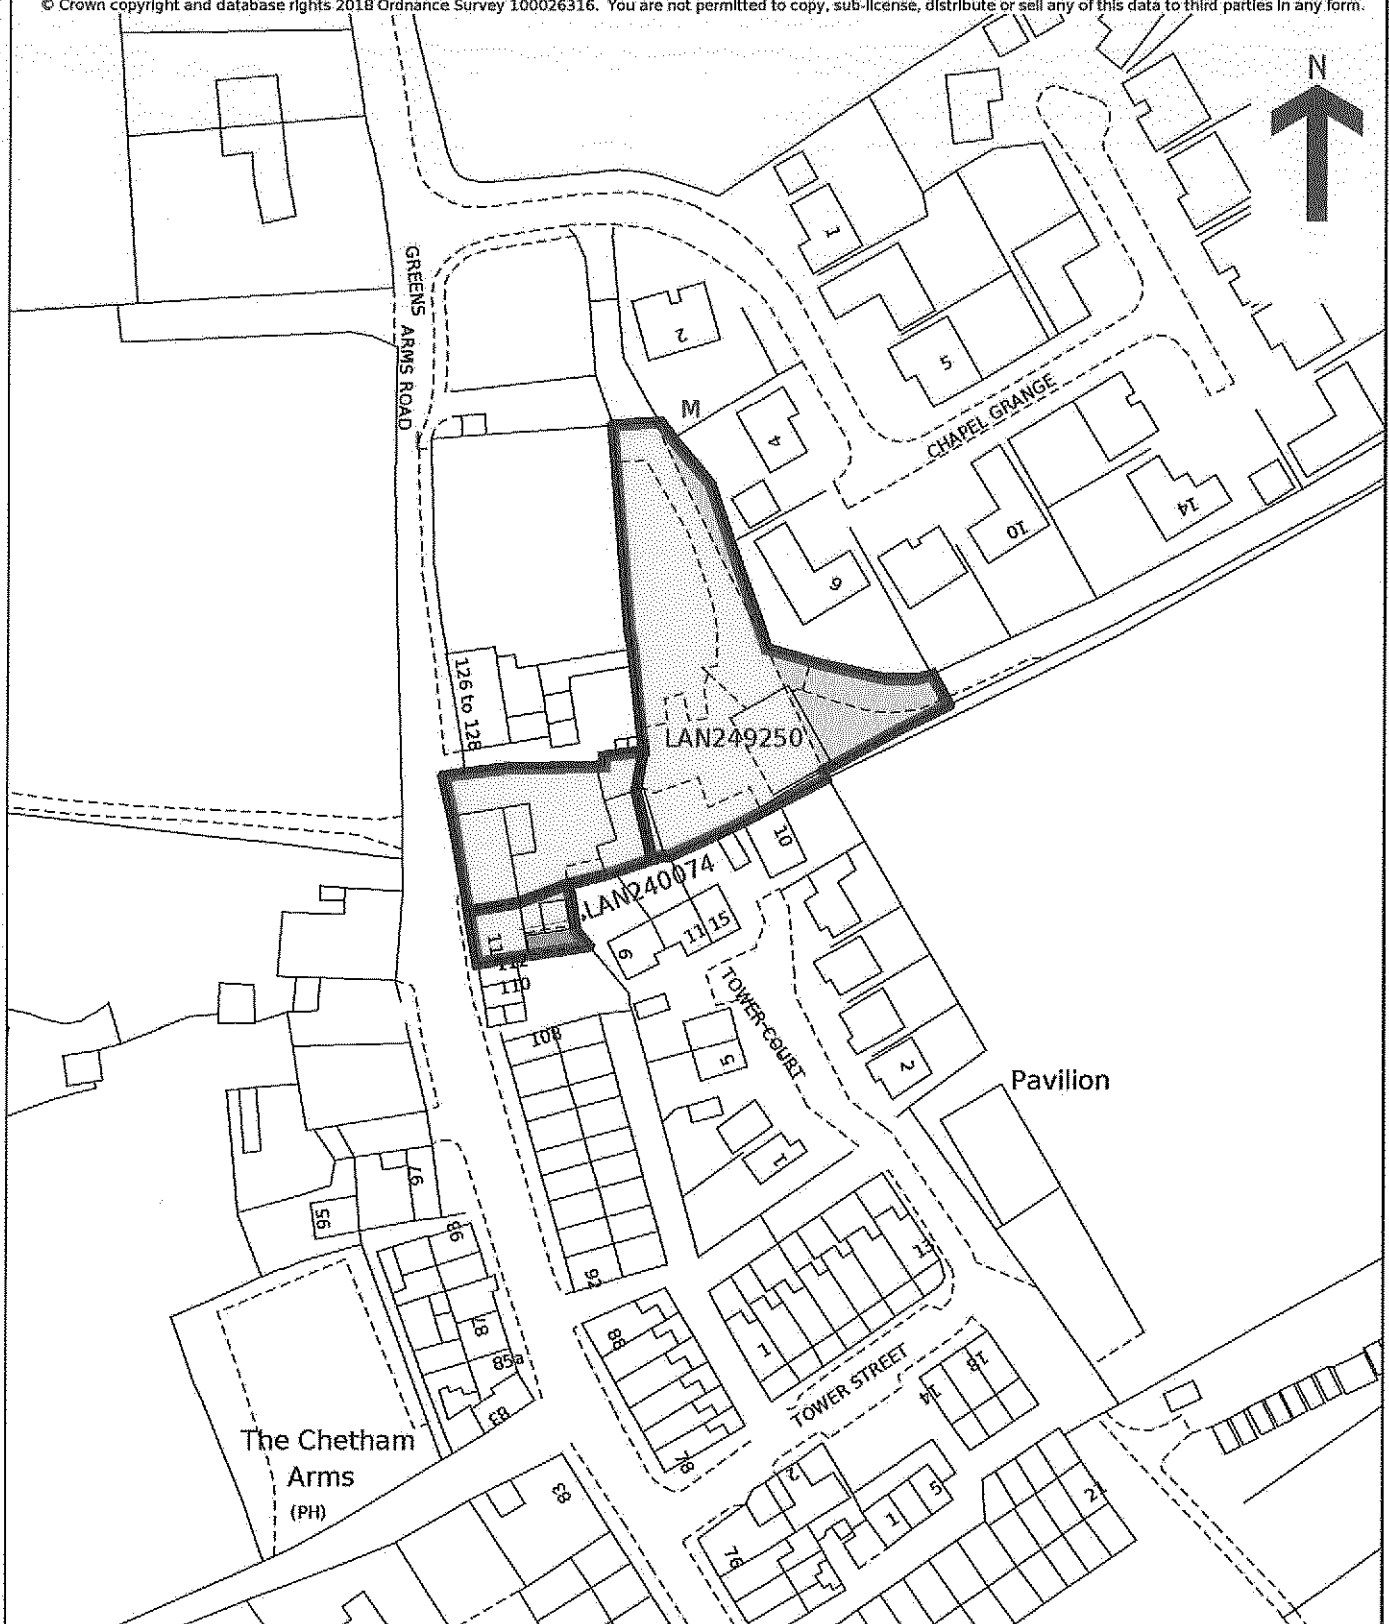 © Crown copyright and database rights 2018 Ordnance Survey 100026316. You are not permitted to copy, sub-license, distribute or sell any of this data to third parties in any form.
N
1
GREENS ARMS ROAD
2
5
M
CHAPEL GRANGE
4
10
14
126 to 128
LAN249250
10
LAN240074
11 15
112
110
TOWER COURT
108
5
2
Pavilion
1
97
95
98
92
13
87
88
1
85a
TOWER STREET
18
14
83
The Chetham
Arms
(PH)
78
2
83
5
1
21
76